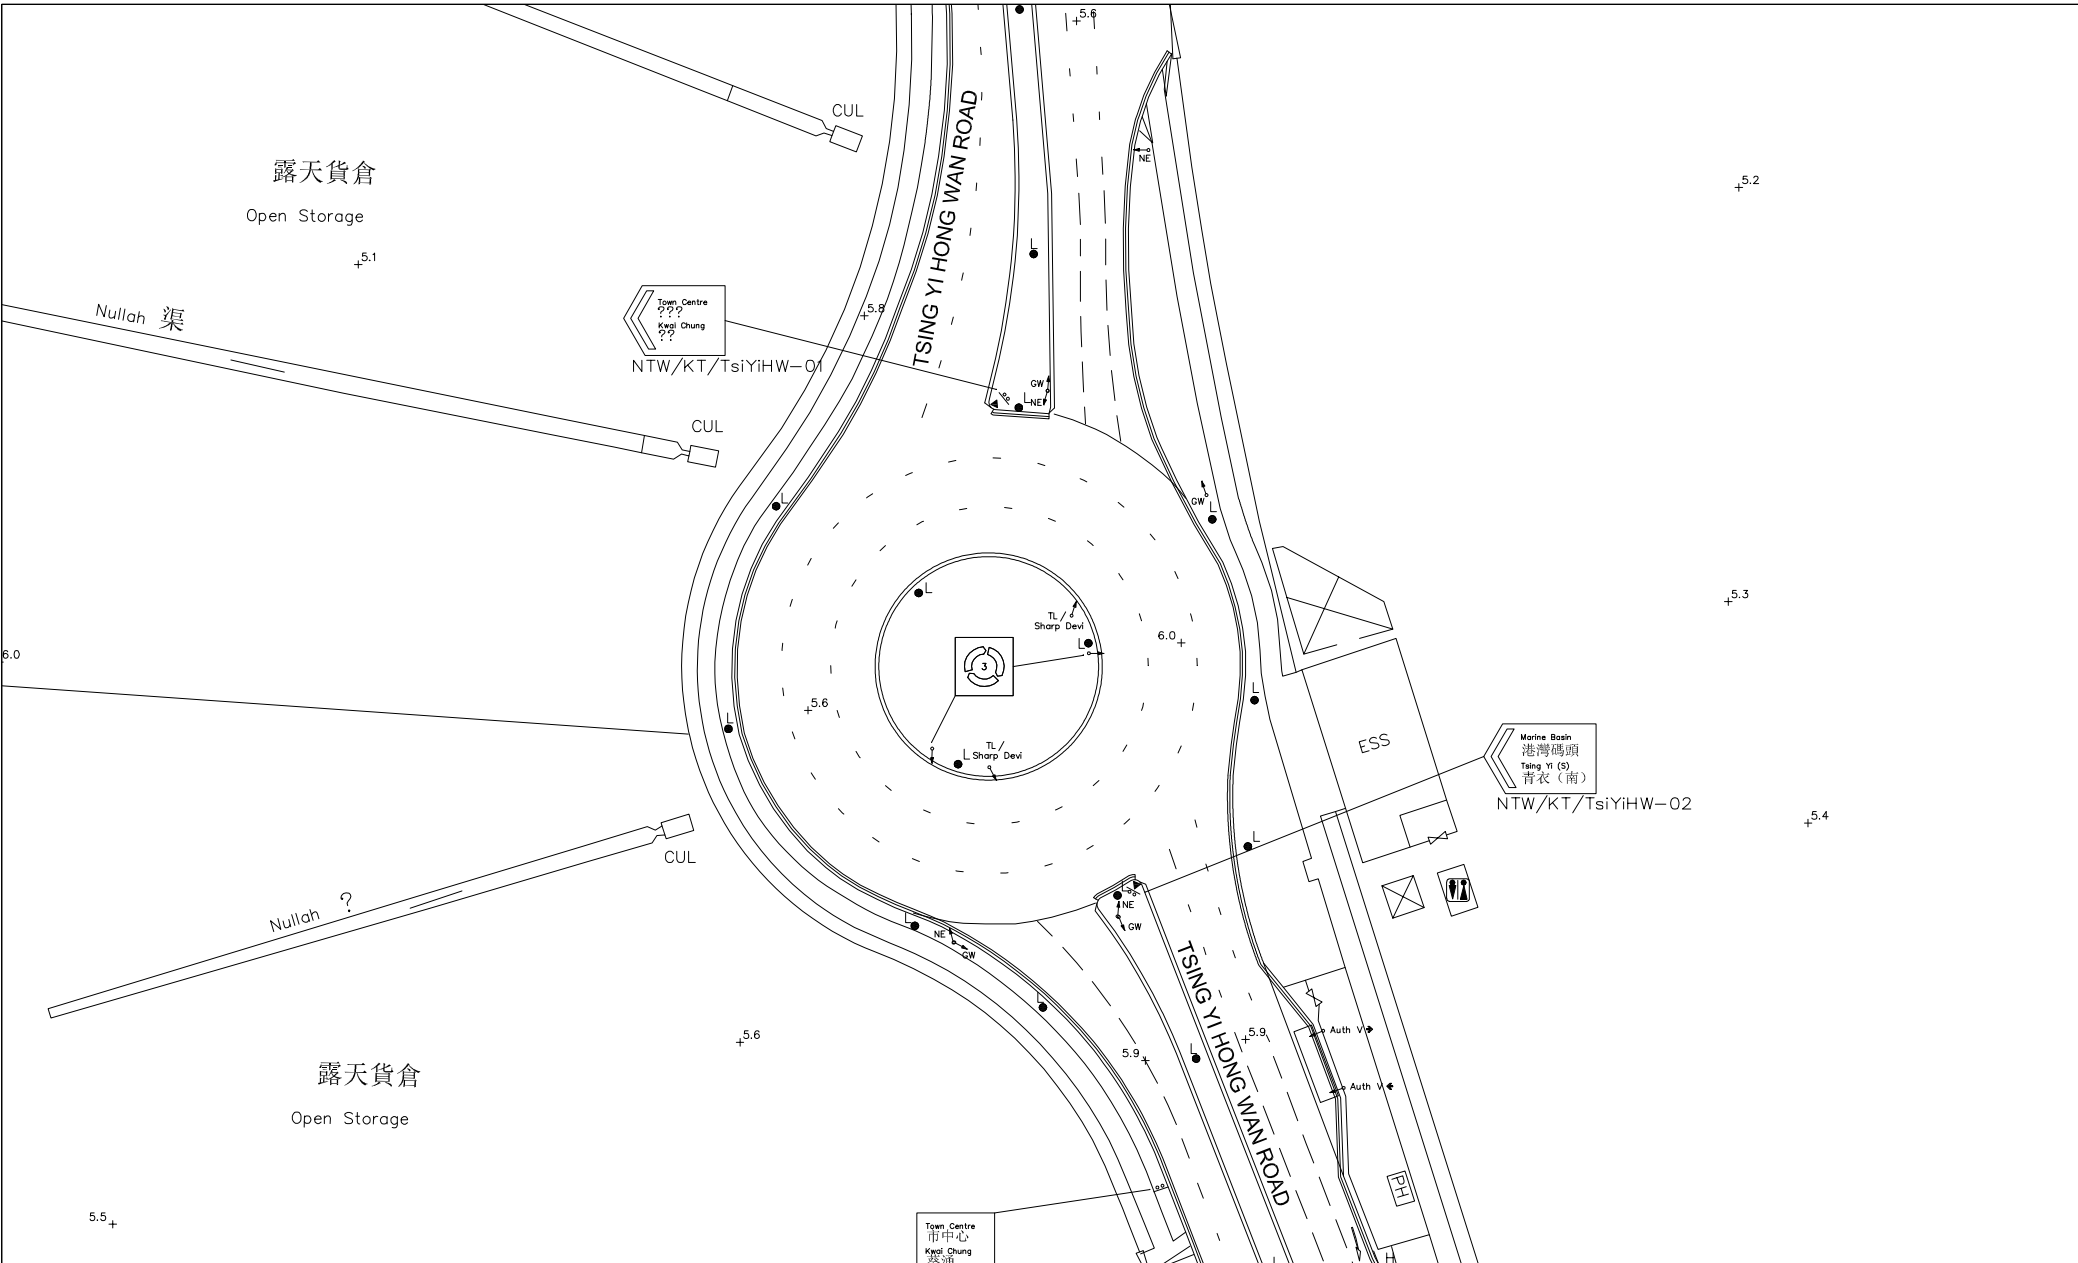 5.6
CUL
TSING YI HONG WAN ROAD
NE
露天貨倉
Open Storage
5.2
5.1
L
Nullah 渠
Town Centre
???
Kwai Chung
??
NTW/KT/TsiYiHW-01
5.8
GW
L
NE
CUL
L
GW
L
L
TL/
Sharp Devi
5.3
6.0
L
6.0
3
5.6
L
L
TL/
Sharp Devi
L
ESS
Marine Basin
港灣碼頭
Tsing Yi (S)
青衣（南）
NTW/KT/TsiYiHW-02
5.4
L
CUL
Nullah ?
L
NE
GW
L
NE
GW
TSING YI HONG WAN ROAD
L
5.6
5.9
L
5.9
Auth V
Auth V
露天貨倉
Open Storage
PH
5.5
Town Centre
市中心
Kwai Chung
葵涌
L
H